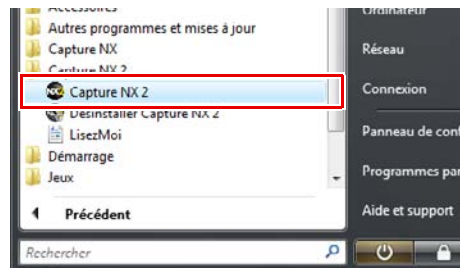 Accessoires
Autres programmes et mises à jour
Capture NX
Capture NX 2
Capture NX 2
Désinstaller Capture NX 2
LisezMoi
Démarrage
Jeux
Précédent
Rechercher
Ordinateur
Réseau
Connexion
Panneau de conf
Programmes par
Aide et support